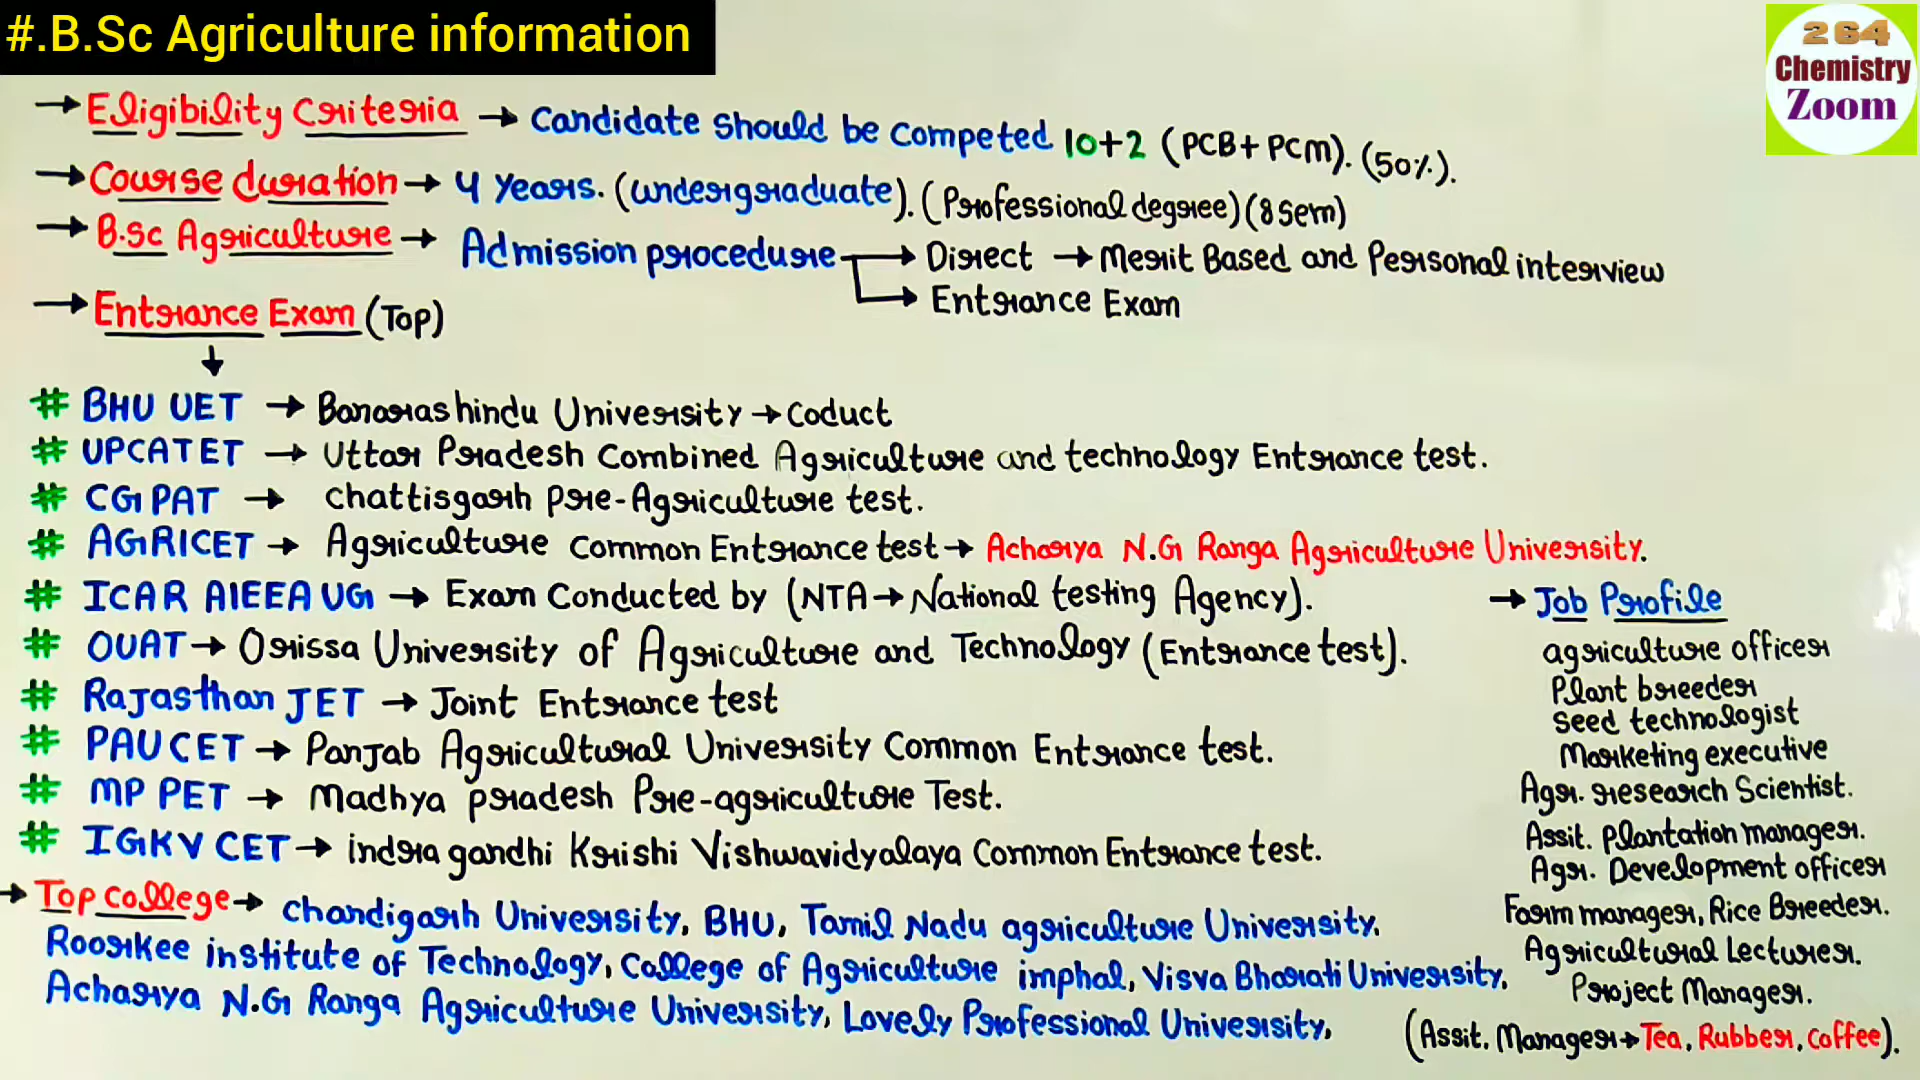 #.B.Sc Agriculture information
264
Chemistry
Zoom
→ Eligibility Criteria → Candidate should be competed 10+2 (PCB+ PCM). (50%).
→ Course duration → 4 Years. (undergraduate). (Professional degree) (8 Sem)
→ B.sc Agriculture → Admission procedure → Direct → Merit Based and Personal interview
→ Entrance Exam
→ Entrance Exam (Top)
↓
# BHU UET → Banaras hindu University → Coduct
# UPCATET → Uttar Pradesh Combined Agriculture and technology Entrance test.
# CG PAT → Chattisgarh pre-Agriculture test.
# AGRICET → Agriculture Common Entrance test → Acharya N.G Ranga Agriculture University.
# ICAR AIEEA UG → Exam Conducted by (NTA → National testing Agency).
# OUAT → Orissa University of Agriculture and Technology (Entrance test).
# Rajasthan JET → Joint Entrance test
# PAU CET → Panjab Agricultural University Common Entrance test.
# MP PET → Madhya pradesh Pre-agriculture Test.
# IGKV CET → indra gandhi Krishi Vishwavidyalaya Common Entrance test.
→ Top college → Chandigarh University, BHU, Tamil Nadu agriculture University.
Roorkee institute of Technology, College of Agriculture imphal, Visva Bharati University,
Acharya N.G Ranga Agriculture University, Lovely Professional University,
→ Job Profile
agriculture officer
Plant breeder
Seed technologist
Marketing executive
Agr. research Scientist.
Assit. Plantation manager.
Agr. Development officer
Farm manager, Rice Breeder.
Agricultural Lecturer.
Project Manager.
(Assit. Manager → Tea, Rubber, Coffee).